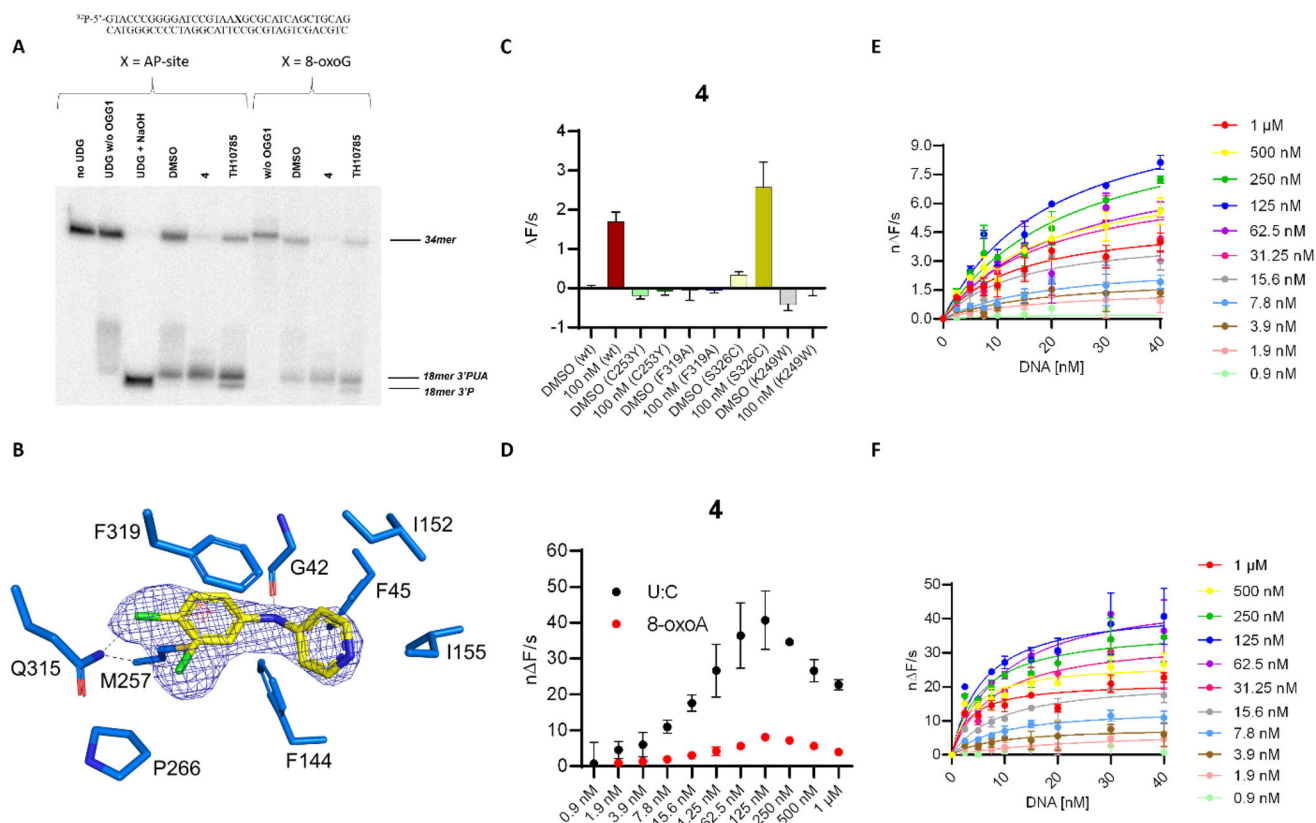 ³²P-5'-GTACCCGGGGATCCGTAAXGCGCATCAGCTGCAG
CATGGGCCCCTAGGCATTCCGCGTAGTCGACGTC
A
X = AP-site
X = 8-oxoG
no UDG
UDG w/o OGG1
UDG + NaOH
DMSO
4
TH10785
w/o OGG1
DMSO
4
TH10785
34mer
18mer 3'PUA
18mer 3'P
B
F319
G42
I152
F45
Q315
M257
I155
P266
F144
C
4
ΔF/s
4
3
2
1
0
-1
DMSO (wt)
100 nM (wt)
DMSO (C253Y)
100 nM (C253Y)
DMSO (F319A)
100 nM (F319A)
DMSO (S326C)
100 nM (S326C)
DMSO (K249W)
100 nM (K249W)
D
4
nΔF/s
60
50
40
30
20
10
0
U:C
8-oxoA
0.9 nM
1.9 nM
3.9 nM
7.8 nM
15.6 nM
1.25 nM
62.5 nM
125 nM
250 nM
500 nM
1 µM
E
nΔF/s
9.0
7.5
6.0
4.5
3.0
1.5
0.0
0
10
20
30
40
DNA [nM]
1 µM
500 nM
250 nM
125 nM
62.5 nM
31.25 nM
15.6 nM
7.8 nM
3.9 nM
1.9 nM
0.9 nM
F
nΔF/s
50
40
30
20
10
0
0
10
20
30
40
DNA [nM]
1 µM
500 nM
250 nM
125 nM
62.5 nM
31.25 nM
15.6 nM
7.8 nM
3.9 nM
1.9 nM
0.9 nM